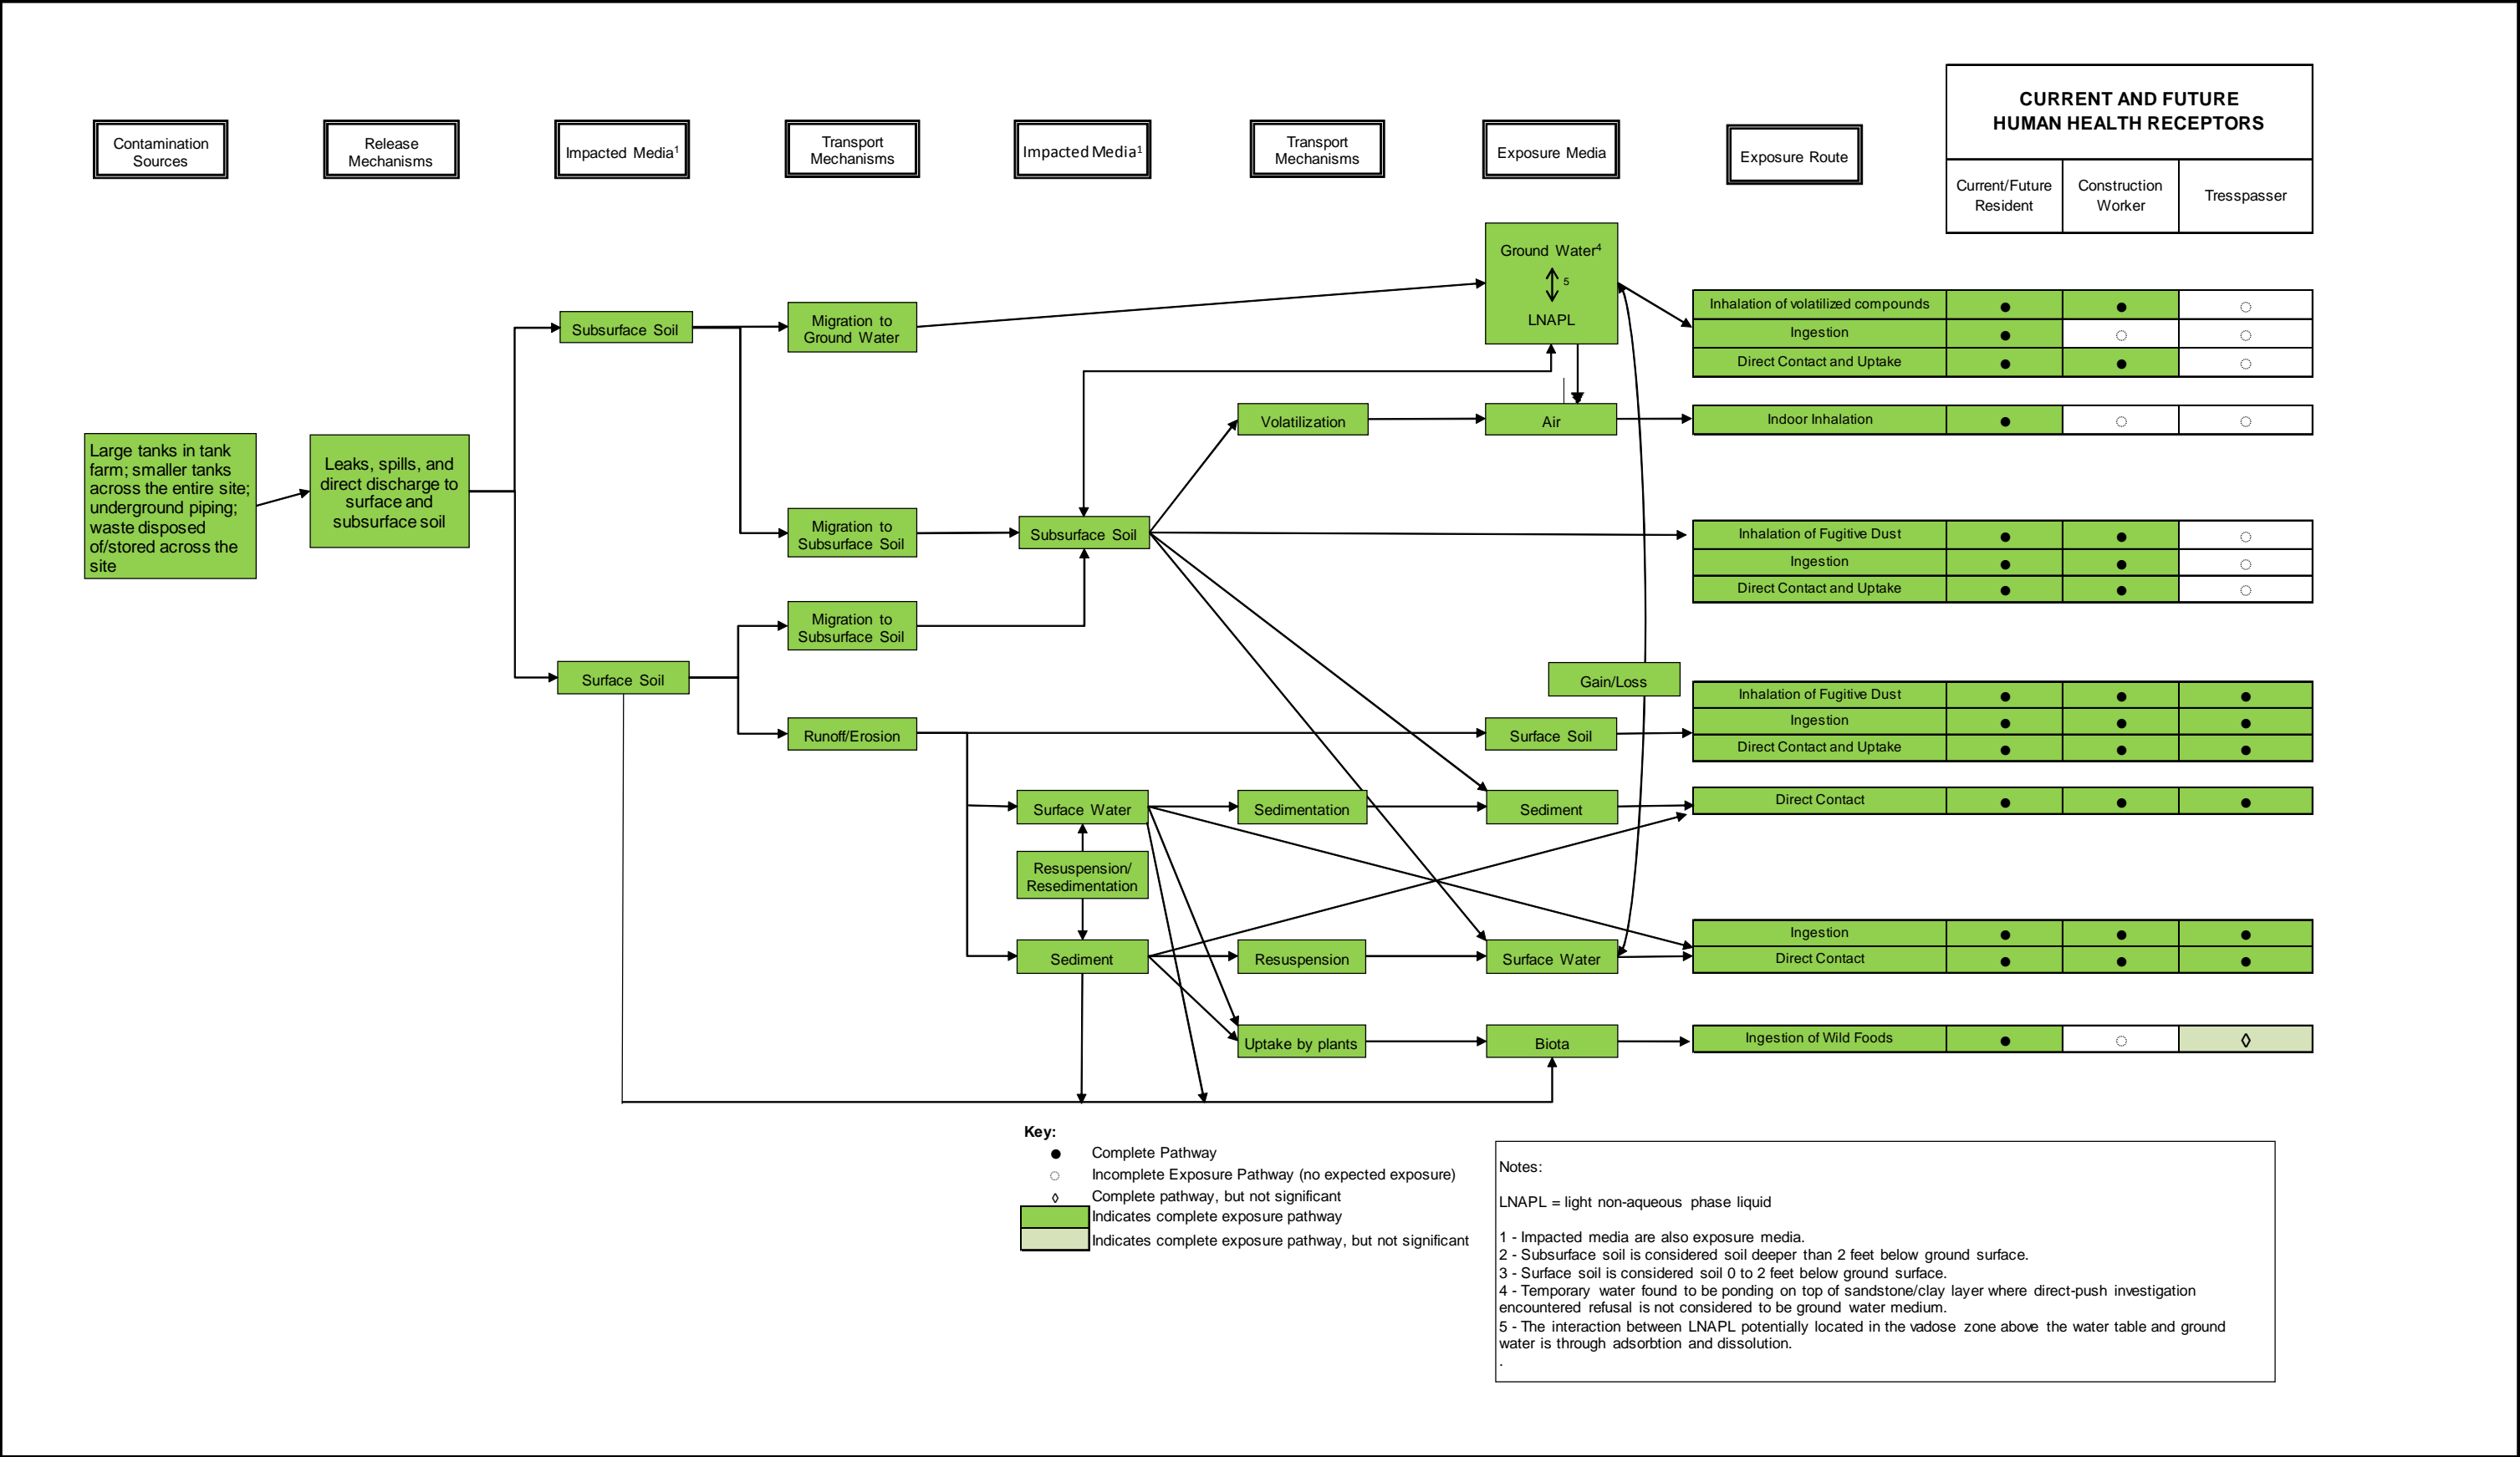 CURRENT AND FUTURE
HUMAN HEALTH RECEPTORS
Contamination
Sources
Release
Mechanisms
Impacted Media¹
Transport
Mechanisms
Impacted Media¹
Transport
Mechanisms
Exposure Media
Exposure Route
Current/Future
Resident
Construction
Worker
Tresspasser
Ground Water⁴
5
LNAPL
Inhalation of volatilized compounds
Ingestion
Direct Contact and Uptake
Subsurface Soil
Migration to
Ground Water
Volatilization
Air
Indoor Inhalation
Large tanks in tank
farm; smaller tanks
across the entire site;
underground piping;
waste disposed
of/stored across the
site
Leaks, spills, and
direct discharge to
surface and
subsurface soil
Migration to
Subsurface Soil
Subsurface Soil
Inhalation of Fugitive Dust
Ingestion
Direct Contact and Uptake
Migration to
Subsurface Soil
Surface Soil
Gain/Loss
Inhalation of Fugitive Dust
Ingestion
Direct Contact and Uptake
Runoff/Erosion
Surface Soil
Surface Water
Sedimentation
Sediment
Direct Contact
Resuspension/
Resedimentation
Sediment
Resuspension
Surface Water
Ingestion
Direct Contact
Uptake by plants
Biota
Ingestion of Wild Foods
Key:
Complete Pathway
Incomplete Exposure Pathway (no expected exposure)
Complete pathway, but not significant
Indicates complete exposure pathway
Indicates complete exposure pathway, but not significant
Notes:
LNAPL = light non-aqueous phase liquid
1 - Impacted media are also exposure media.
2 - Subsurface soil is considered soil deeper than 2 feet below ground surface.
3 - Surface soil is considered soil 0 to 2 feet below ground surface.
4 - Temporary water found to be ponding on top of sandstone/clay layer where direct-push investigation
encountered refusal is not considered to be ground water medium.
5 - The interaction between LNAPL potentially located in the vadose zone above the water table and ground
water is through adsorbtion and dissolution.
.